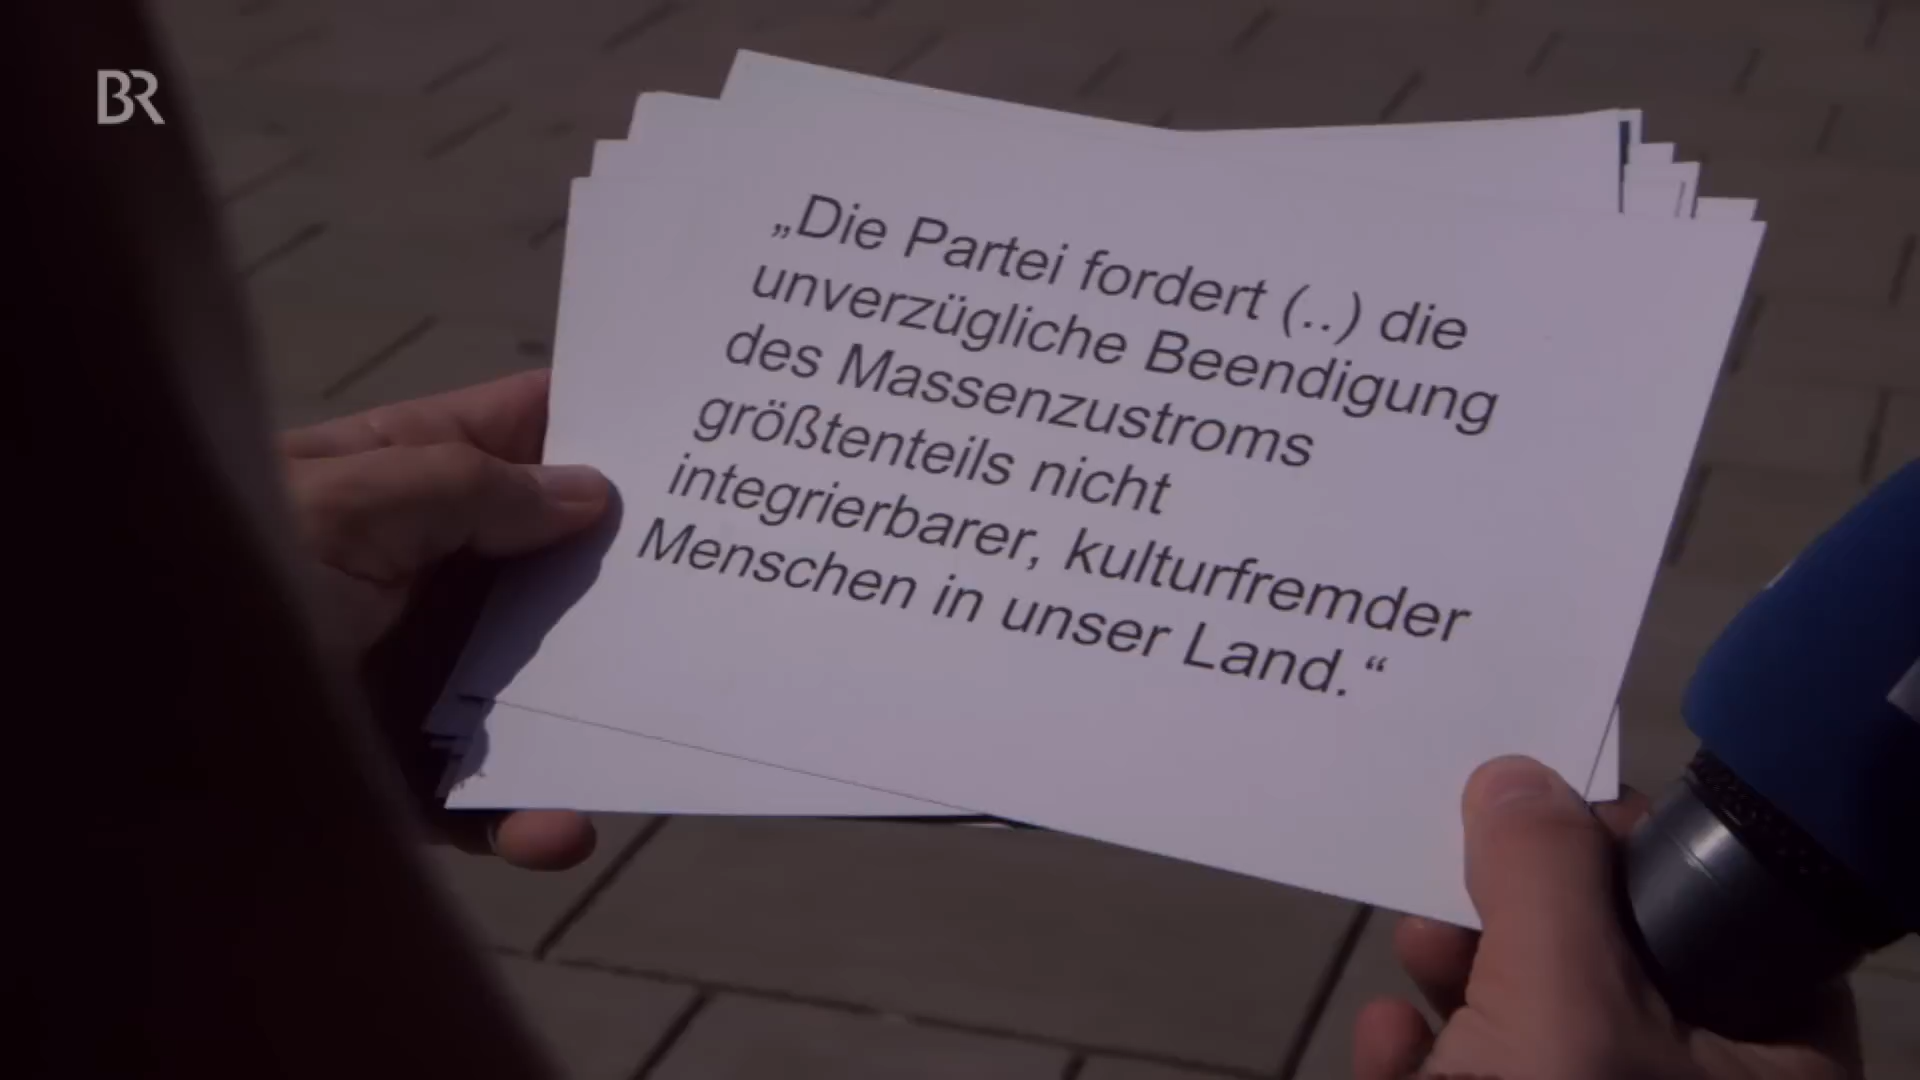 BR
„Die Partei fordert (..) die
unverzügliche Beendigung
des Massenzustroms
größtenteils nicht
integrierbarer, kulturfremder
Menschen in unser Land.“